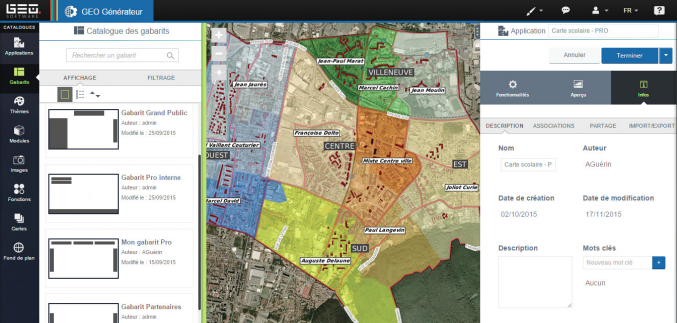 GEO
SOFTWARE
GEO Générateur
FR
?
CATALOGUES
Applications
Gabarits
Thèmes
Modules
Images
Fonctions
Cartes
Fond de plan
Catalogue des gabarits
Rechercher un gabarit
AFFICHAGE
FILTRAGE
Gabarit Grand Public
Auteur : admin
Modifié le : 25/09/2015
Gabarit Pro interne
Auteur : admin
Modifié le : 25/09/2015
Mon gabarit Pro
Auteur : AGuérin
Modifié le : 15/09/2015
Gabarit Partenaires
Auteur : admin
Jean-Paul Marat
VILLENEUVE
Jean Jaurès
Marcel Cachin
Jean Moulin
Françoise Dolto
Vaillant Couturier
CENTRE
OUEST
Mixte Centre ville
EST
Joliot Curie
Marcel David
Paul Langevin
SUD
Auguste Delaune
Application
Carte scolaire - PRO
Annuler
Terminer
Fonctionnalités
Aperçu
Infos
DESCRIPTION
ASSOCIATIONS
PARTAGE
IMPORT/EXPORT
Nom
Auteur
Carte scolaire - P
AGuérin
Date de création
Date de modification
02/10/2015
17/11/2015
Description
Mots clés
Nouveau mot clé
+
Aucun